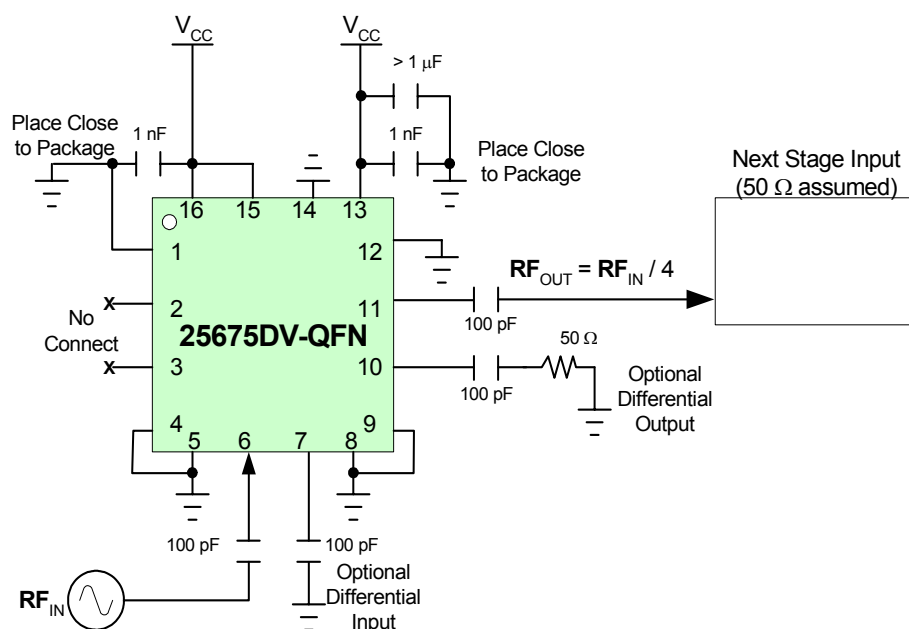 V_CC
V_CC
> 1 µF
Place Close
to Package
1 nF
1 nF
Place Close
to Package
Next Stage Input
(50 Ω assumed)
16
15
14
13
1
12
RF_OUT = RF_IN / 4
2
11
No
Connect
25675DV-QFN
100 pF
50 Ω
3
10
100 pF
Optional
Differential
Output
4
9
5
6
7
8
100 pF
100 pF
Optional
Differential
Input
RF_IN